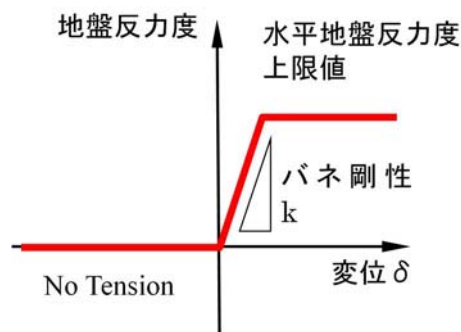 地盤反力度
水平地盤反力度
上限値
バネ剛性
k
変位δ
No Tension